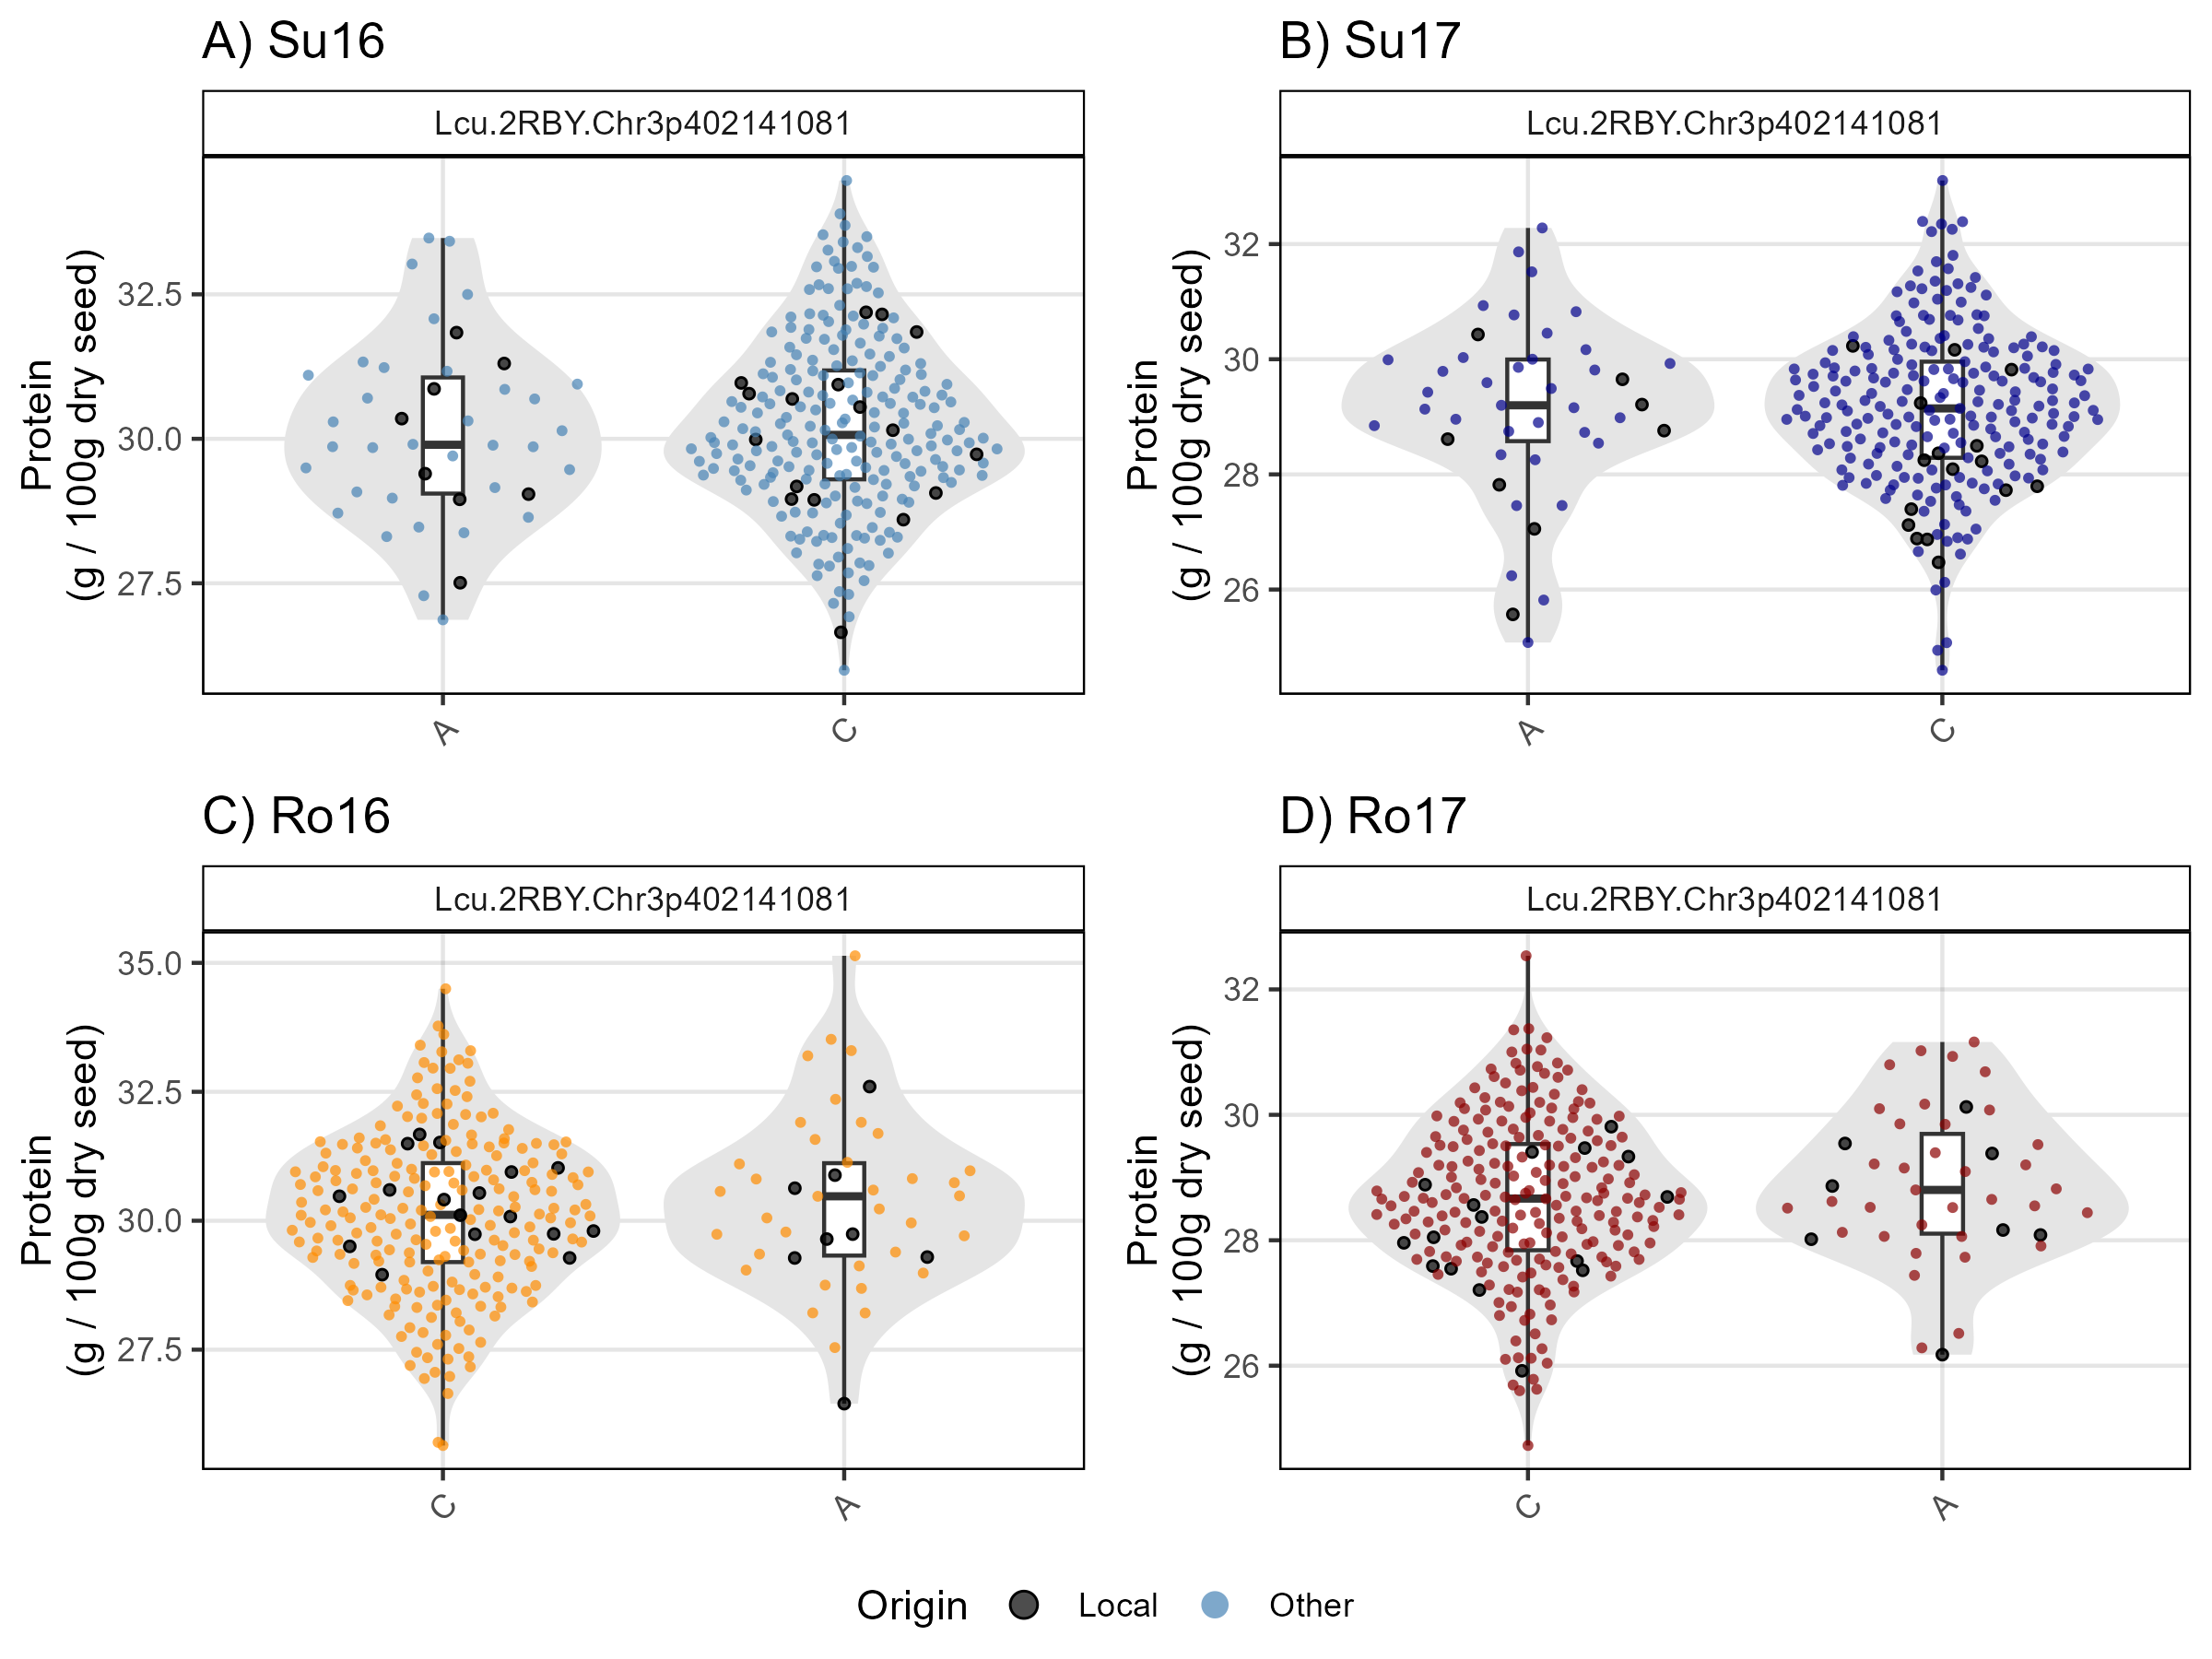 A) Su16
Lcu.2RBY.Chr3p402141081
Protein
(g / 100g dry seed)
32.5
30.0
27.5
A
C
B) Su17
Lcu.2RBY.Chr3p402141081
Protein
(g / 100g dry seed)
32
30
28
26
A
C
C) Ro16
Lcu.2RBY.Chr3p402141081
Protein
(g / 100g dry seed)
35.0
32.5
30.0
27.5
C
A
D) Ro17
Lcu.2RBY.Chr3p402141081
Protein
(g / 100g dry seed)
32
30
28
26
C
A
Origin Local Other